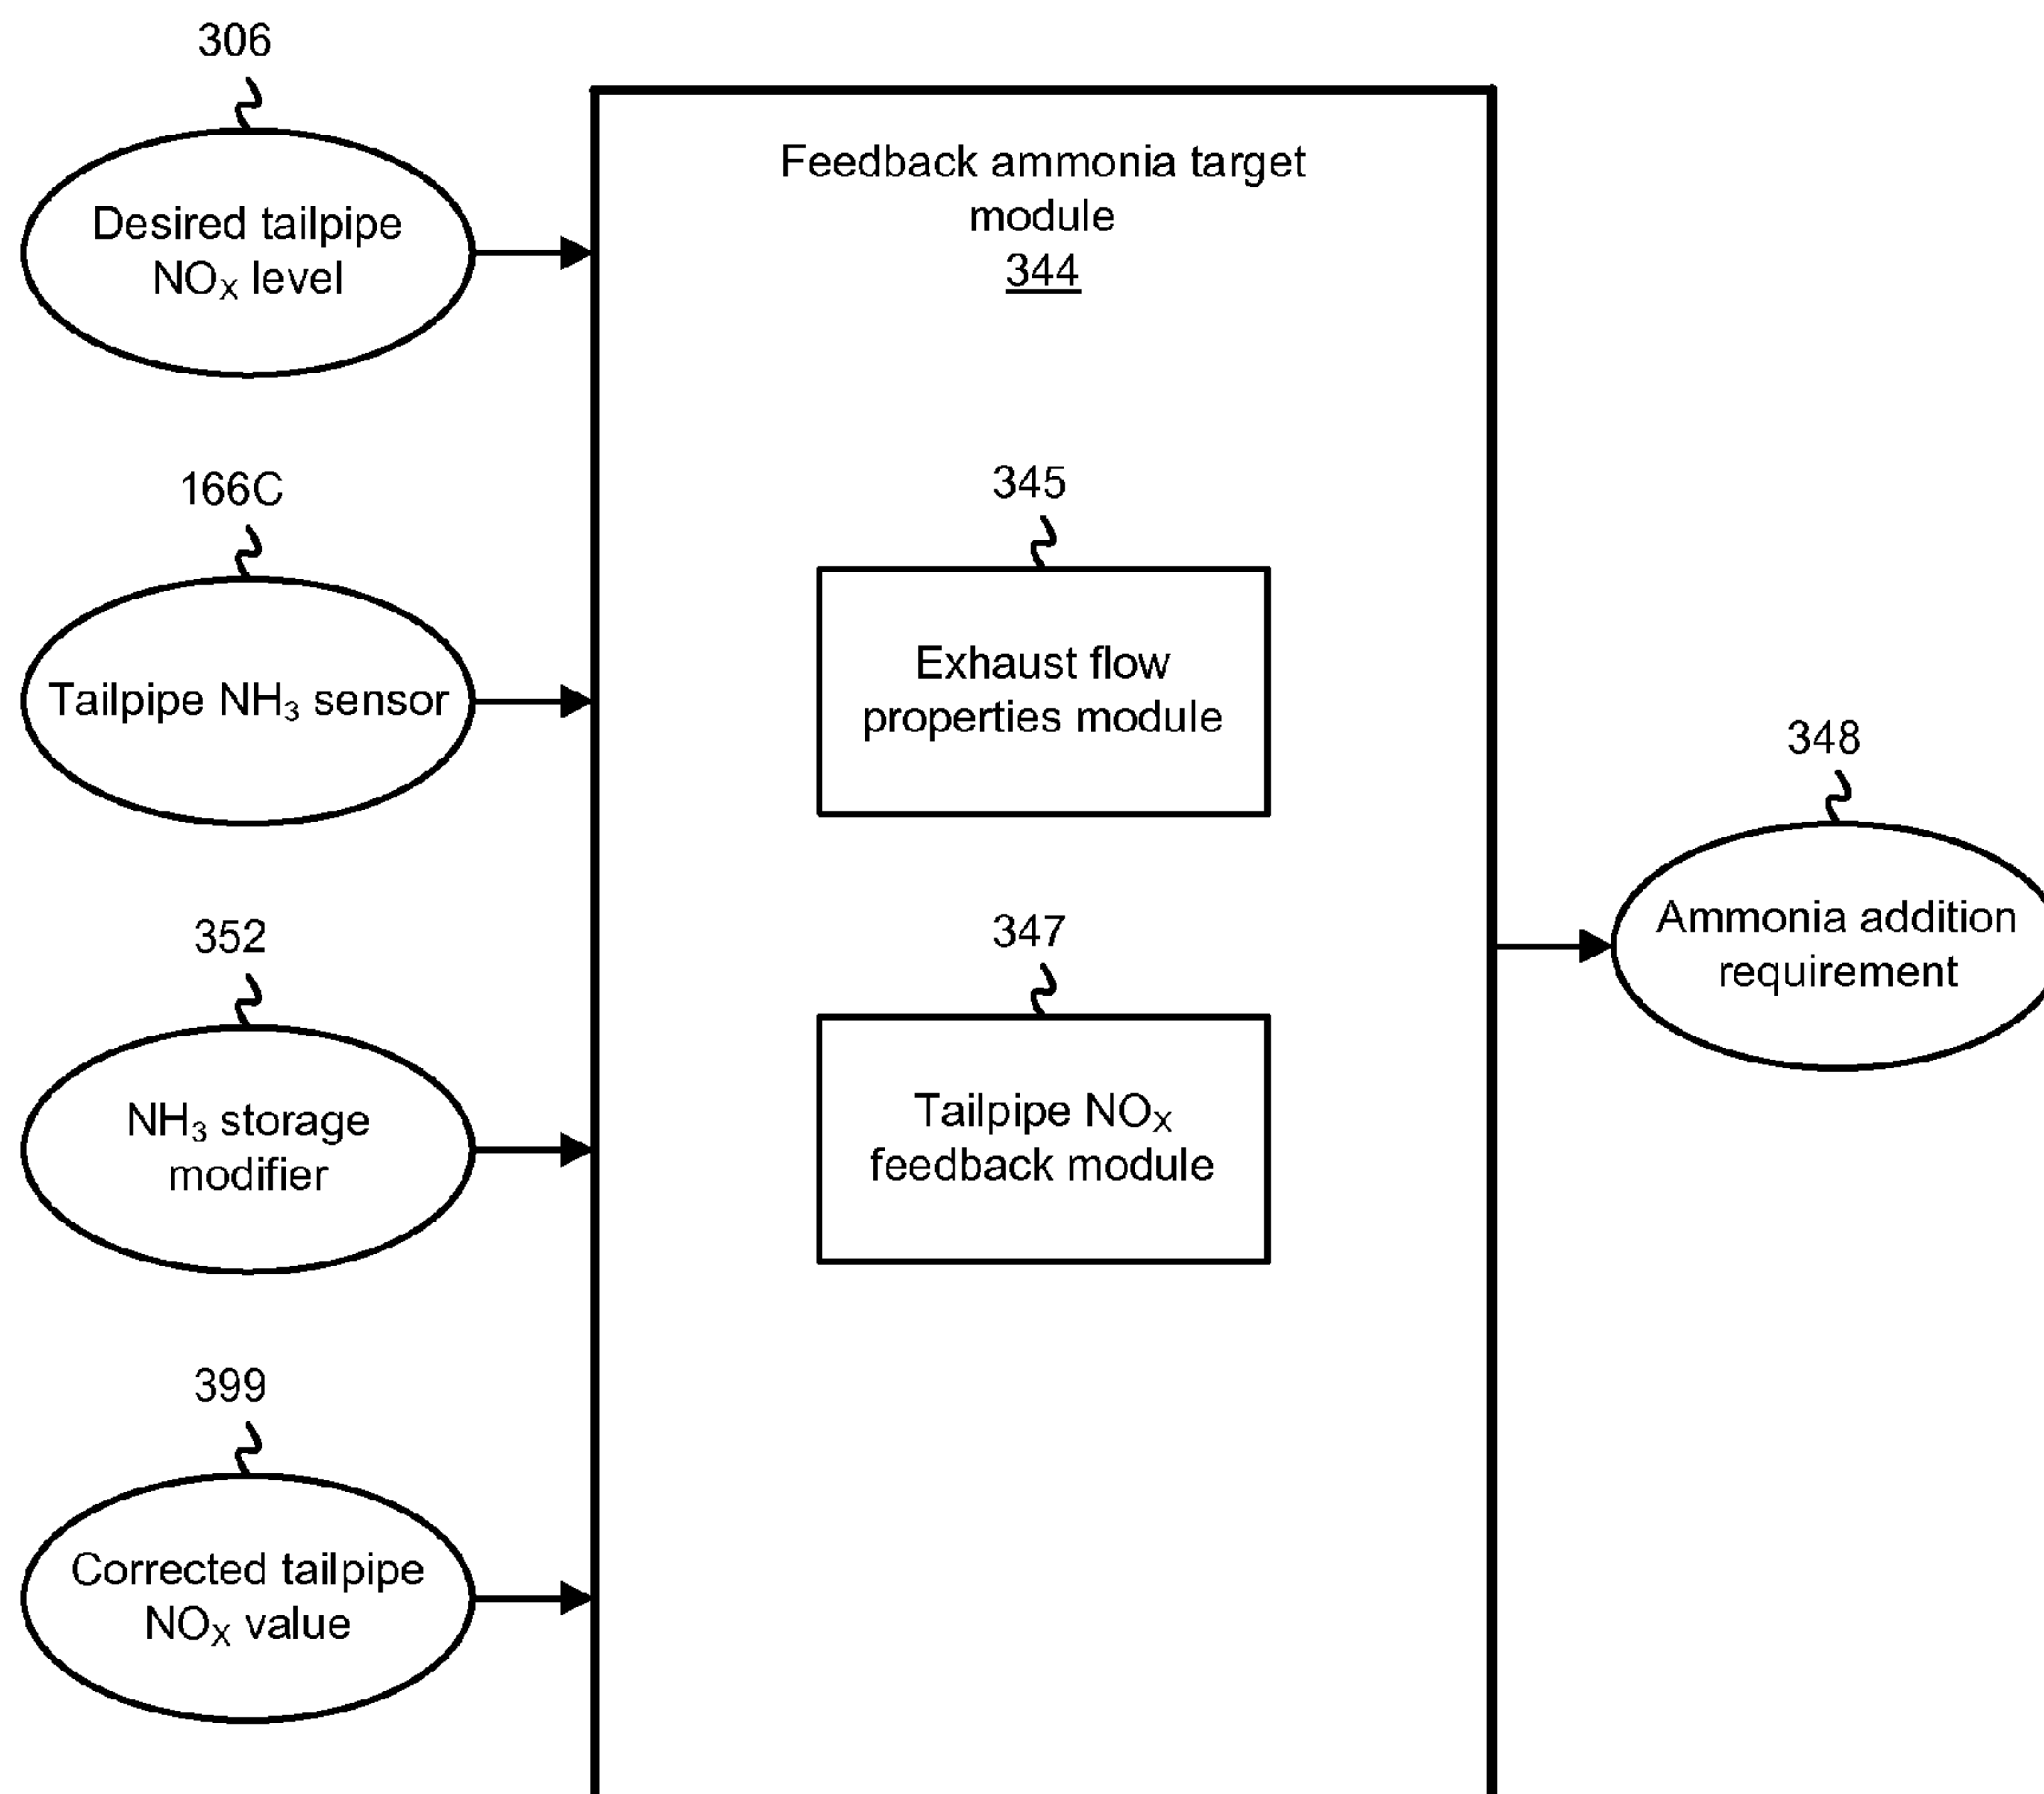 306
Desired tailpipe
NOX level
166C
Tailpipe NH3 sensor
352
NH3 storage
modifier
399
Corrected tailpipe
NOX value
Feedback ammonia target
module
344
345
Exhaust flow
properties module
347
Tailpipe NOX
feedback module
348
Ammonia addition
requirement